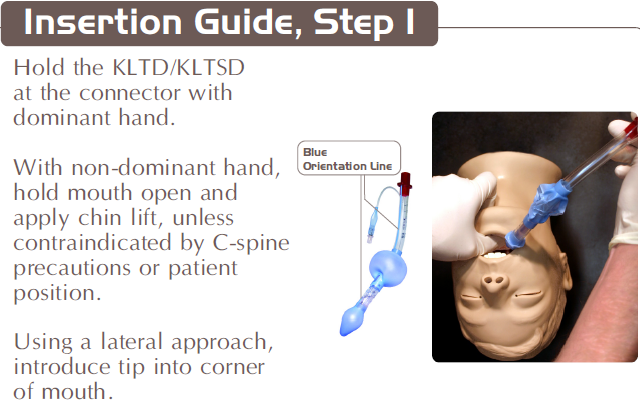 Insertion Guide, Step 1
Hold the KLTD/KLTSD
at the connector with
dominant hand.
With non-dominant hand,
hold mouth open and
apply chin lift, unless
contraindicated by C-spine
precautions or patient
position.
Using a lateral approach,
introduce tip into corner
of mouth.
Blue
Orientation Line